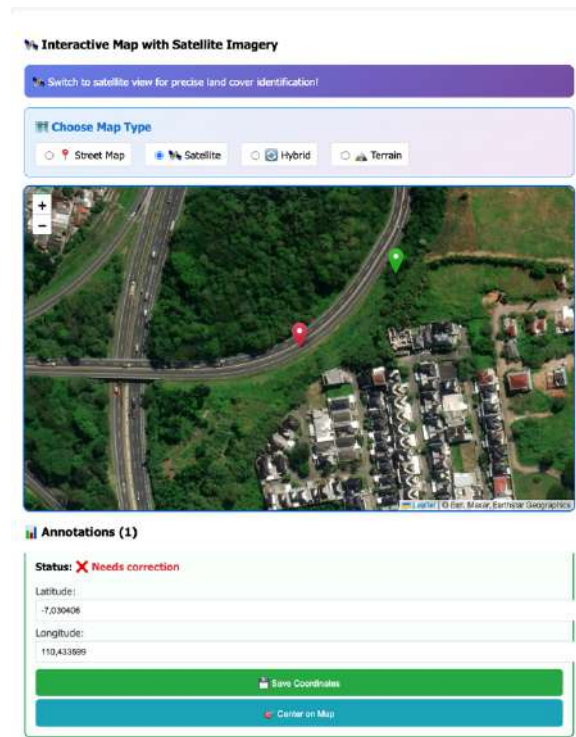 Interactive Map with Satellite Imagery
Switch to satellite view for precise land cover identification!
Choose Map Type
Street Map Satellite Hybrid Terrain
+
−
Leaflet | © Esri, Maxar, Earthstar Geographics
Annotations (1)
Status: ❌ Needs correction
Latitude:
-7,030406
Longitude:
110,433599
Save Coordinates
Center on Map